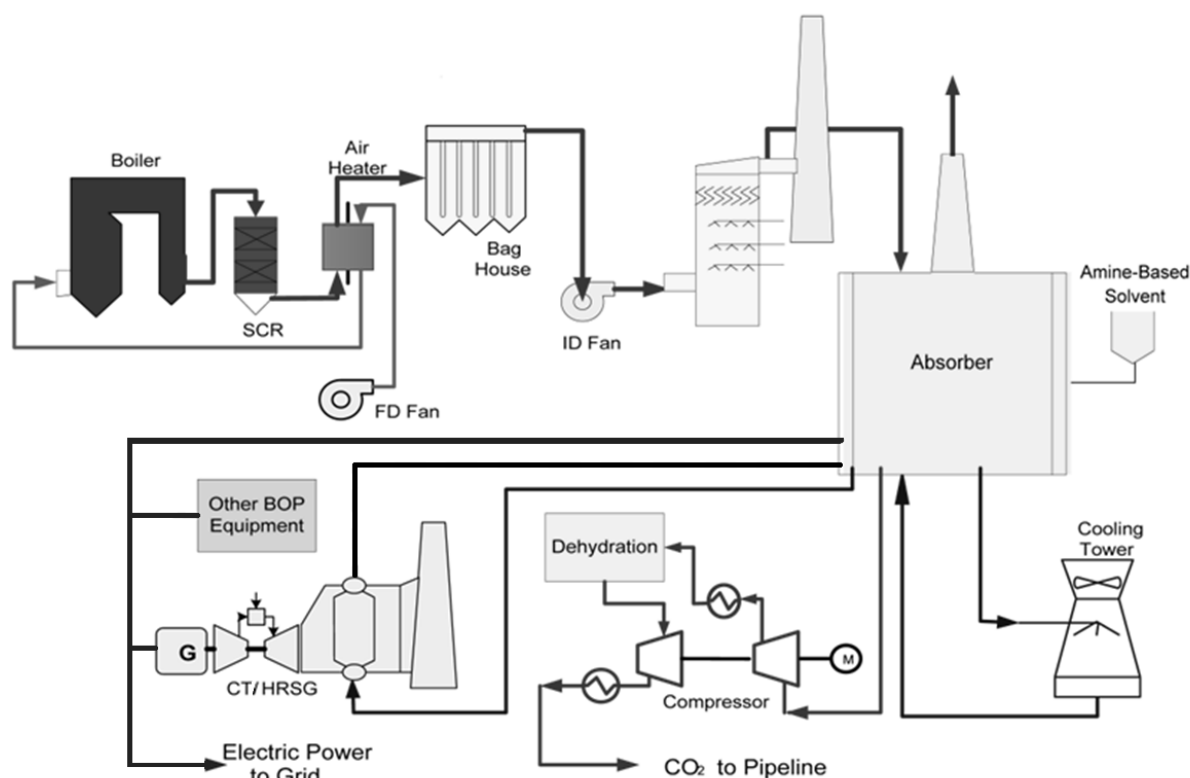 Boiler
Air
Heater
Bag
House
SCR
ID Fan
FD Fan
Amine-Based
Solvent
Absorber
Other BOP
Equipment
Dehydration
Cooling
Tower
G
M
CT/HRSG
Compressor
Electric Power
to Grid
CO₂ to Pipeline